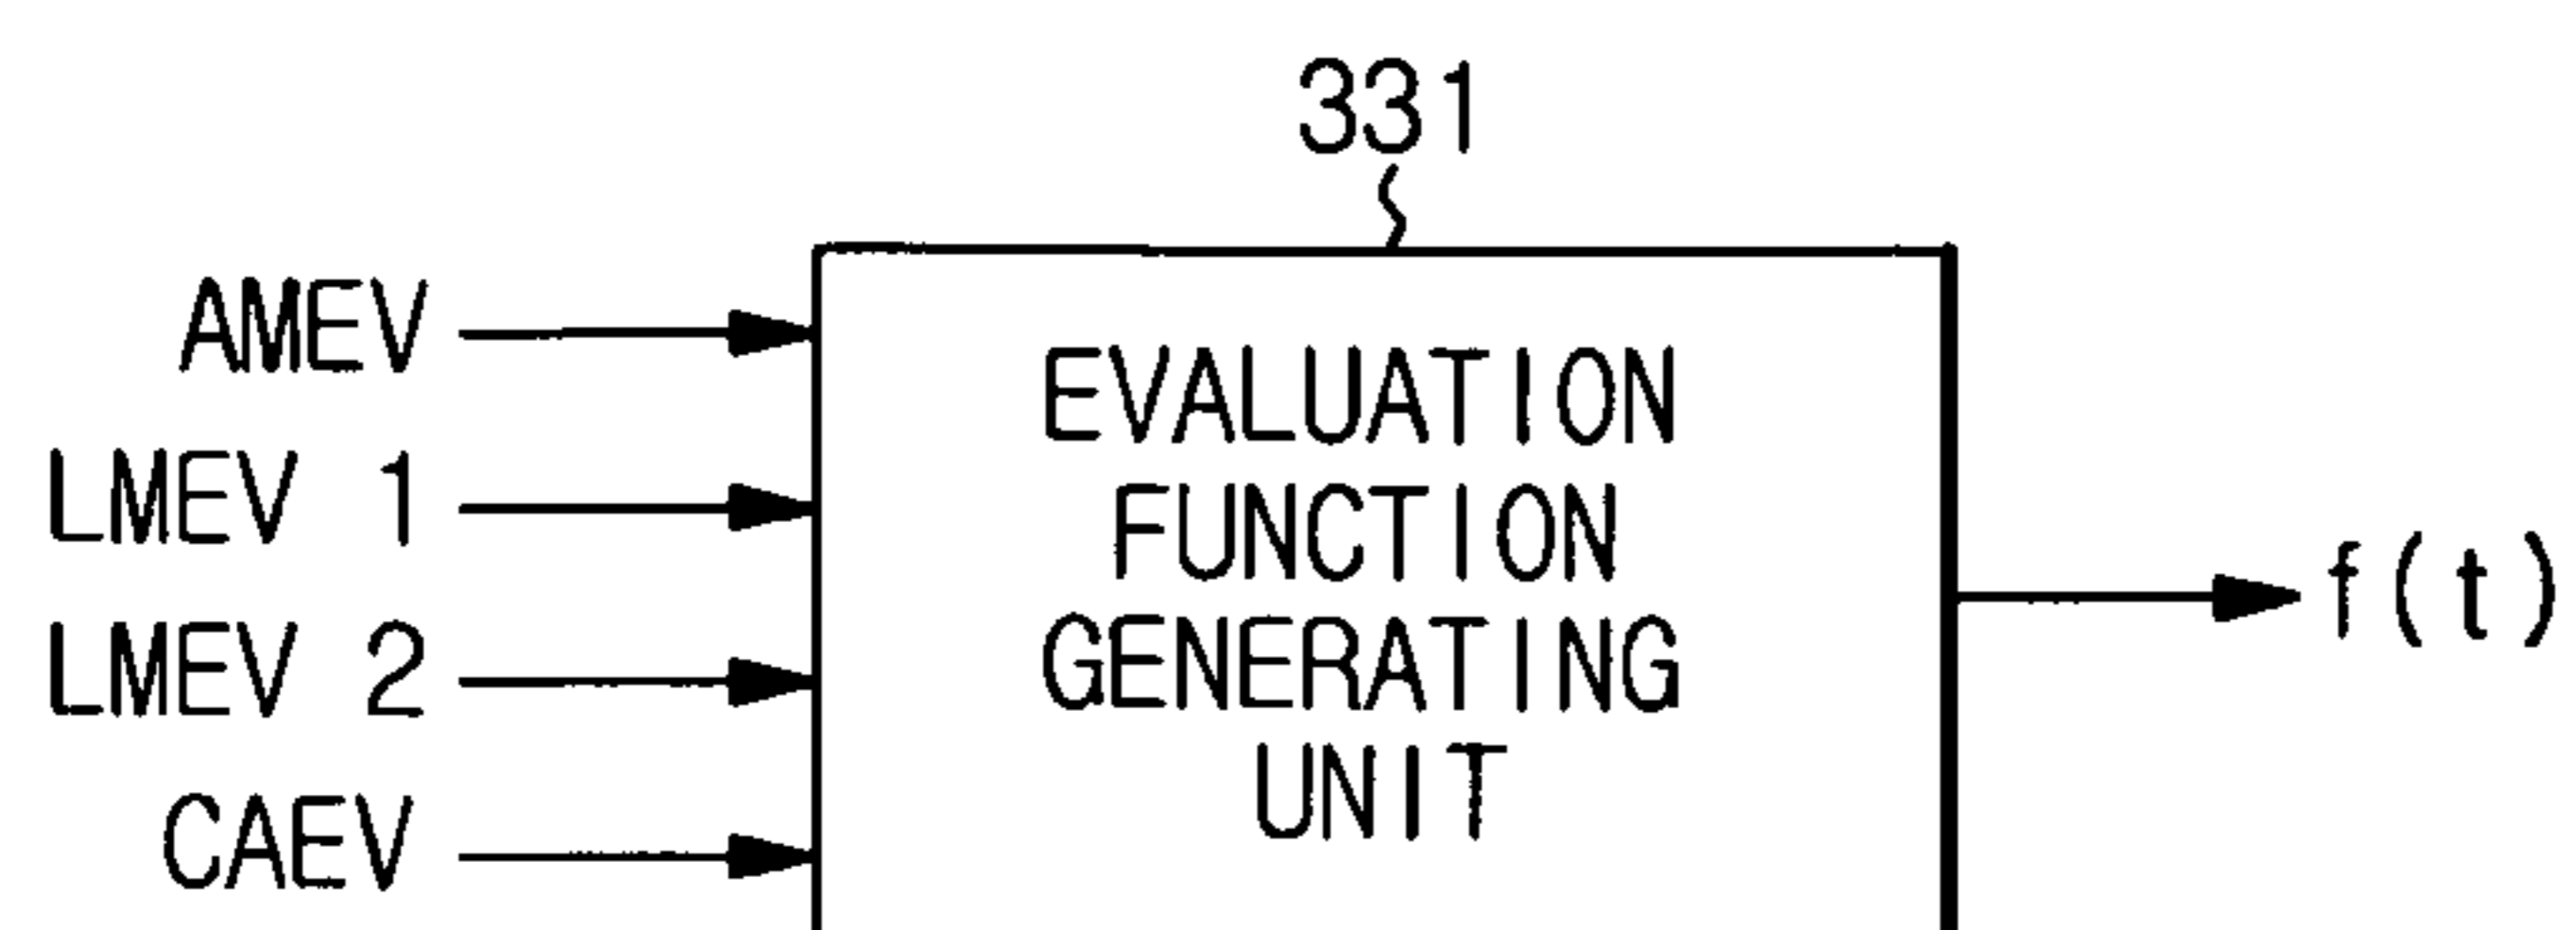 331
AMEV
LMEV 1
LMEV 2
CAEV
EVALUATION
FUNCTION
GENERATING
UNIT
f(t)